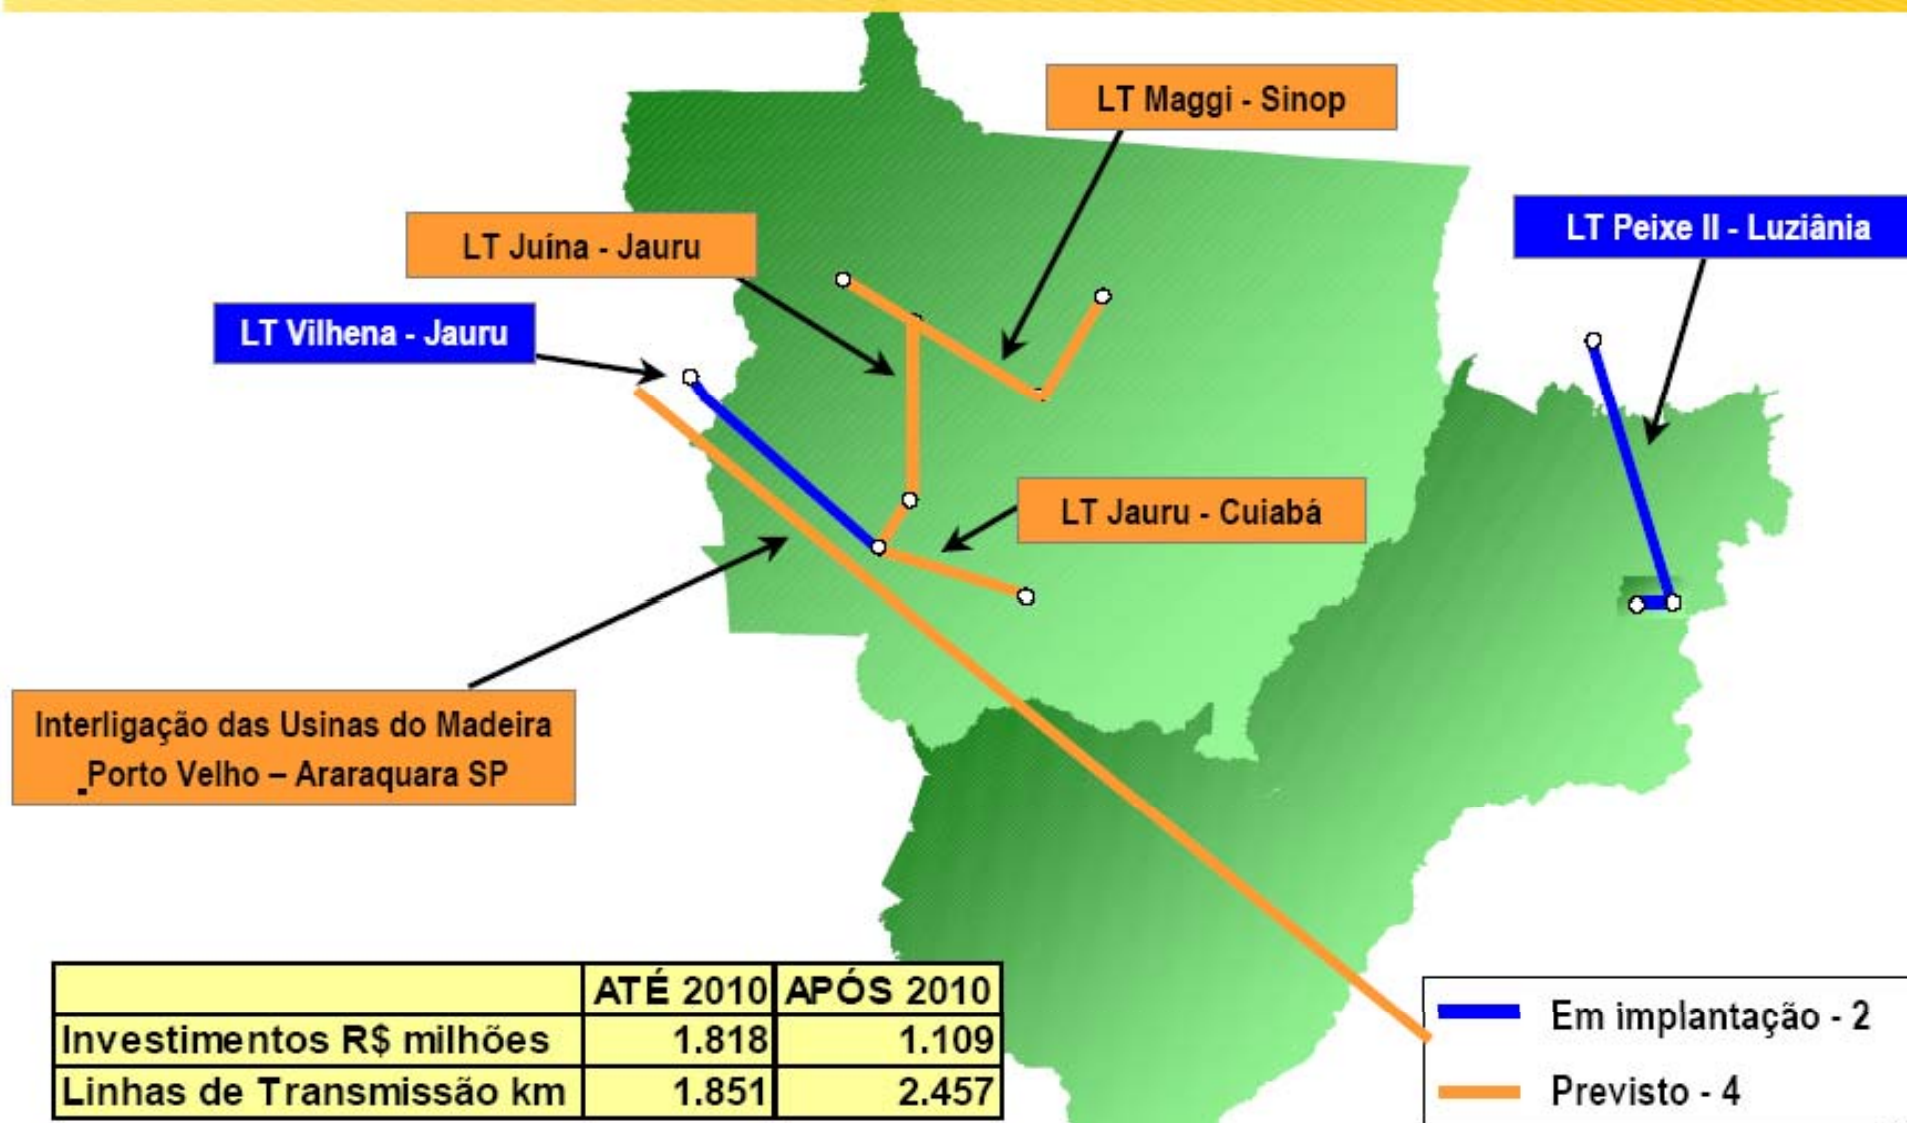 LT Maggi - Sinop
LT Peixe II - Luziânia
LT Juína - Jauru
LT Vilhena - Jauru
LT Jauru - Cuiabá
Interligação das Usinas do Madeira
Porto Velho – Araraquara SP
ATÉ 2010 APÓS 2010
Investimentos R$ milhões 1.818 1.109
Linhas de Transmissão km 1.851 2.457
Em implantação - 2
Previsto - 4